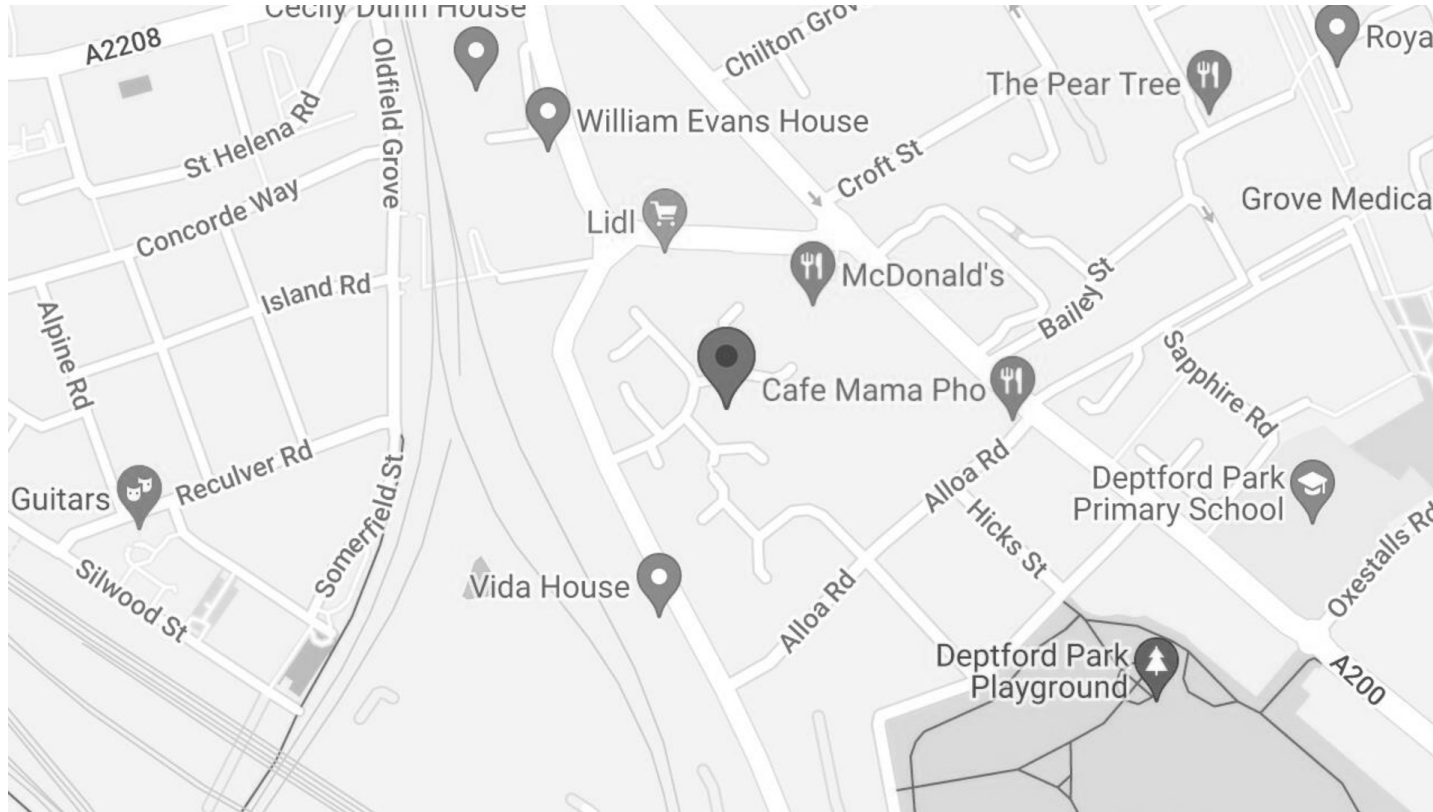 Cecily Dunn House
A2208
Oldfield Grove
Chilton Grov
Roya
The Pear Tree
William Evans House
St Helena Rd
Croft St
Concorde Way
Grove Medica
Lidl
McDonald's
Island Rd
Bailey St
Alpine Rd
Cafe Mama Pho
Sapphire Rd
Reculver Rd
Alloa Rd
Guitars
Deptford Park
Primary School
Somerfield St
Hicks St
Oxestalls Rd
Silwood St
Vida House
Alloa Rd
Deptford Park
Playground
A200